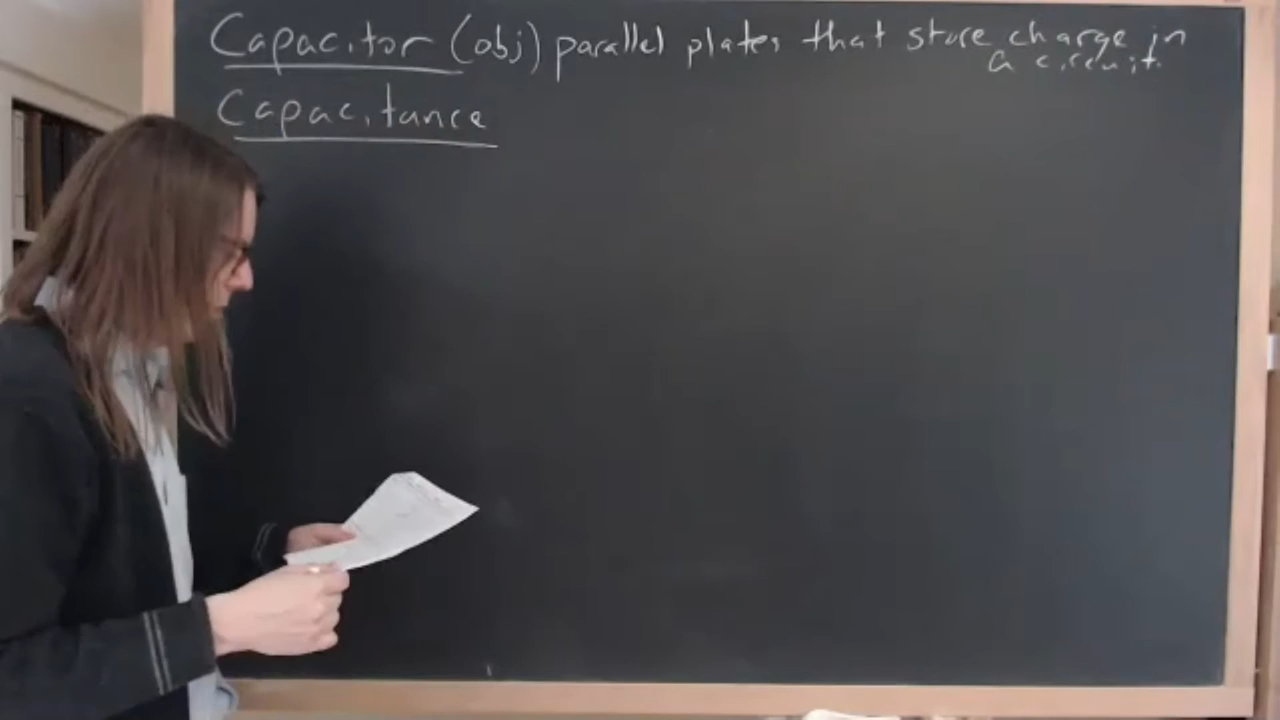 Capacitor (obj) parallel plates that store charge in
a circuit.
Capacitance